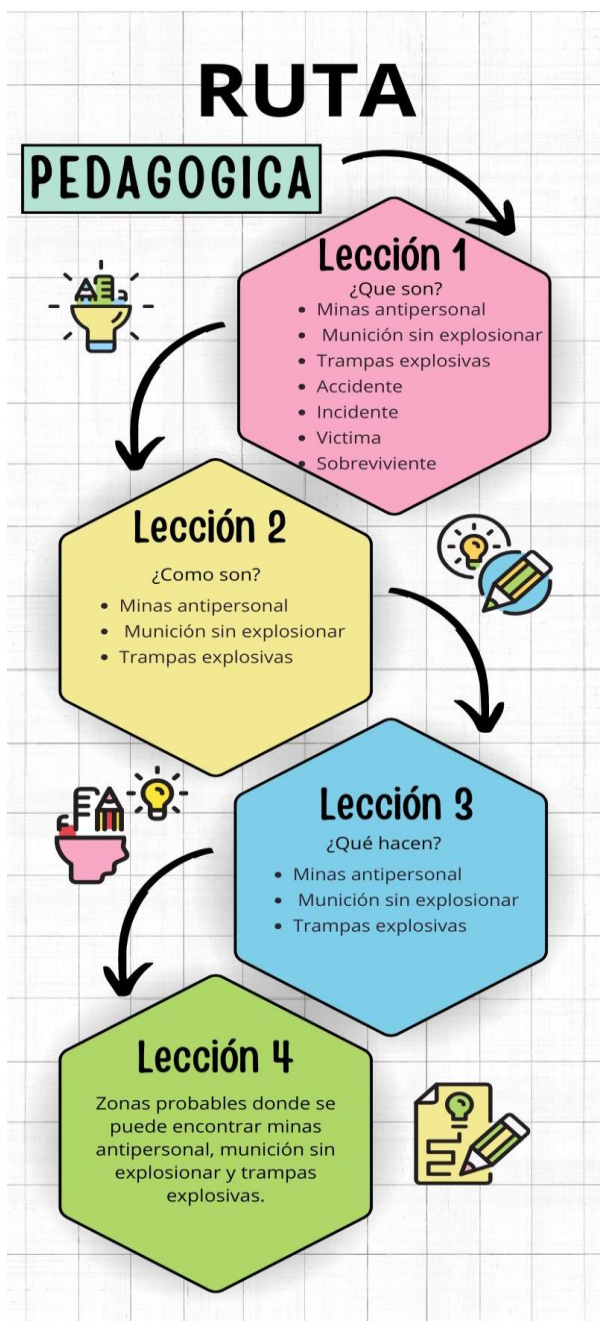 RUTA
PEDAGOGICA
Lección 1
¿Que son?
• Minas antipersonal
• Munición sin explosionar
• Trampas explosivas
• Accidente
• Incidente
• Victima
• Sobreviviente
Lección 2
¿Como son?
• Minas antipersonal
• Munición sin explosionar
• Trampas explosivas
Lección 3
¿Qué hacen?
• Minas antipersonal
• Munición sin explosionar
• Trampas explosivas
Lección 4
Zonas probables donde se
puede encontrar minas
antipersonal, munición sin
explosionar y trampas
explosivas.